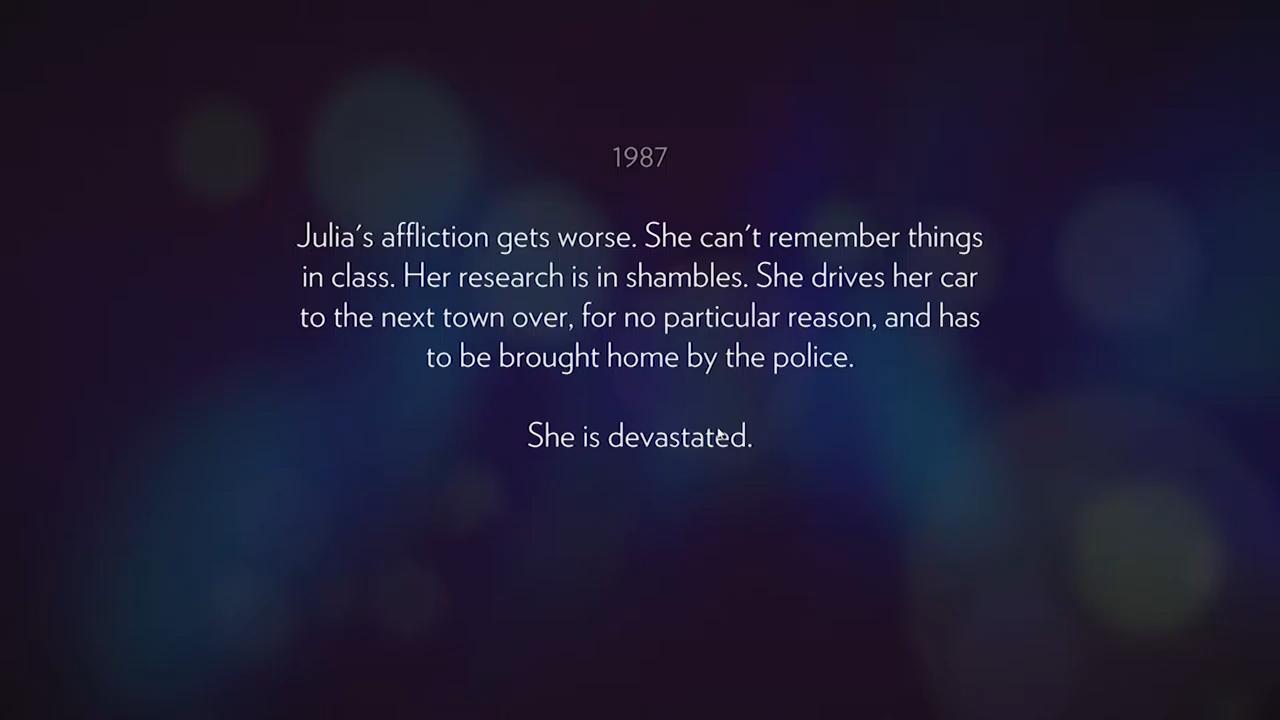 1987
Julia's affliction gets worse. She can't remember things
in class. Her research is in shambles. She drives her car
to the next town over, for no particular reason, and has
to be brought home by the police.
She is devastated.